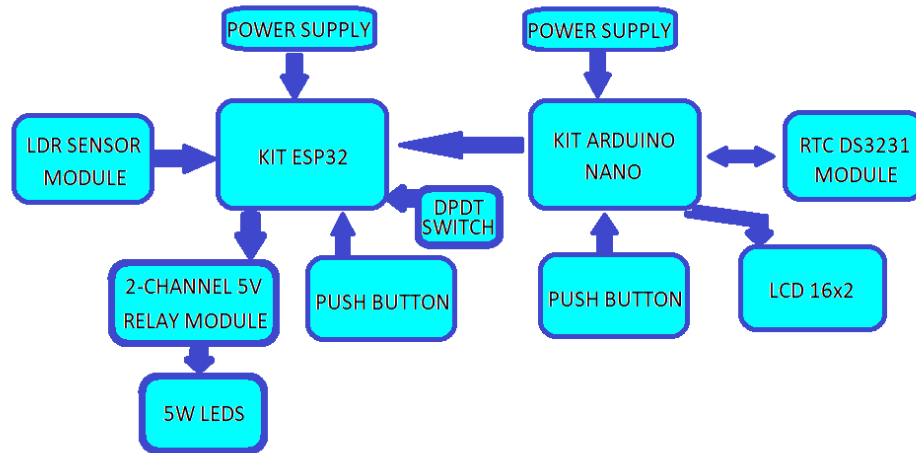 POWER SUPPLY
POWER SUPPLY
LDR SENSOR
MODULE
KIT ESP32
KIT ARDUINO
NANO
RTC DS3231
MODULE
DPDT
SWITCH
2-CHANNEL 5V
RELAY MODULE
PUSH BUTTON
PUSH BUTTON
LCD 16x2
5W LEDS